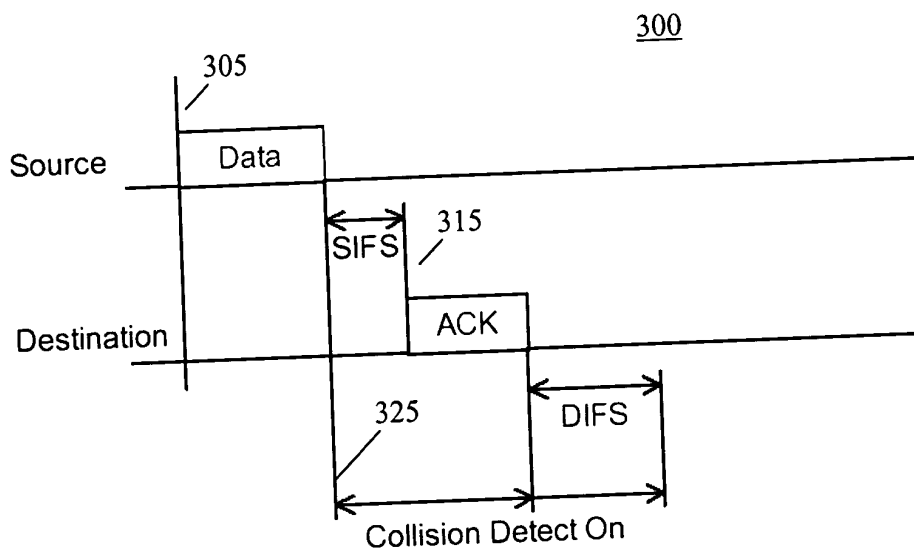 300
305
Source
Data
SIFS
315
Destination
ACK
DIFS
325
Collision Detect On